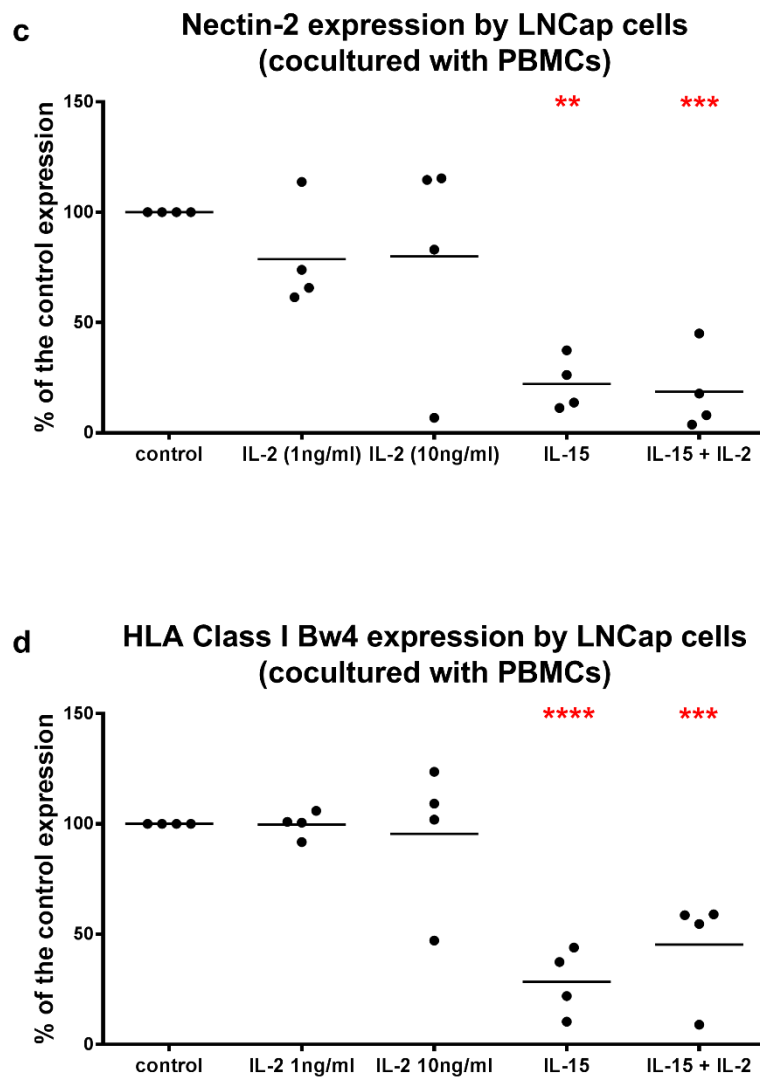 c
Nectin-2 expression by LNCap cells
(cocultured with PBMCs)
% of the control expression
150
100
50
0
** ***
control IL-2 (1ng/ml) IL-2 (10ng/ml) IL-15 IL-15 + IL-2
d
HLA Class I Bw4 expression by LNCap cells
(cocultured with PBMCs)
% of the control expression
150
100
50
0
**** ***
control IL-2 1ng/ml IL-2 10ng/ml IL-15 IL-15 + IL-2